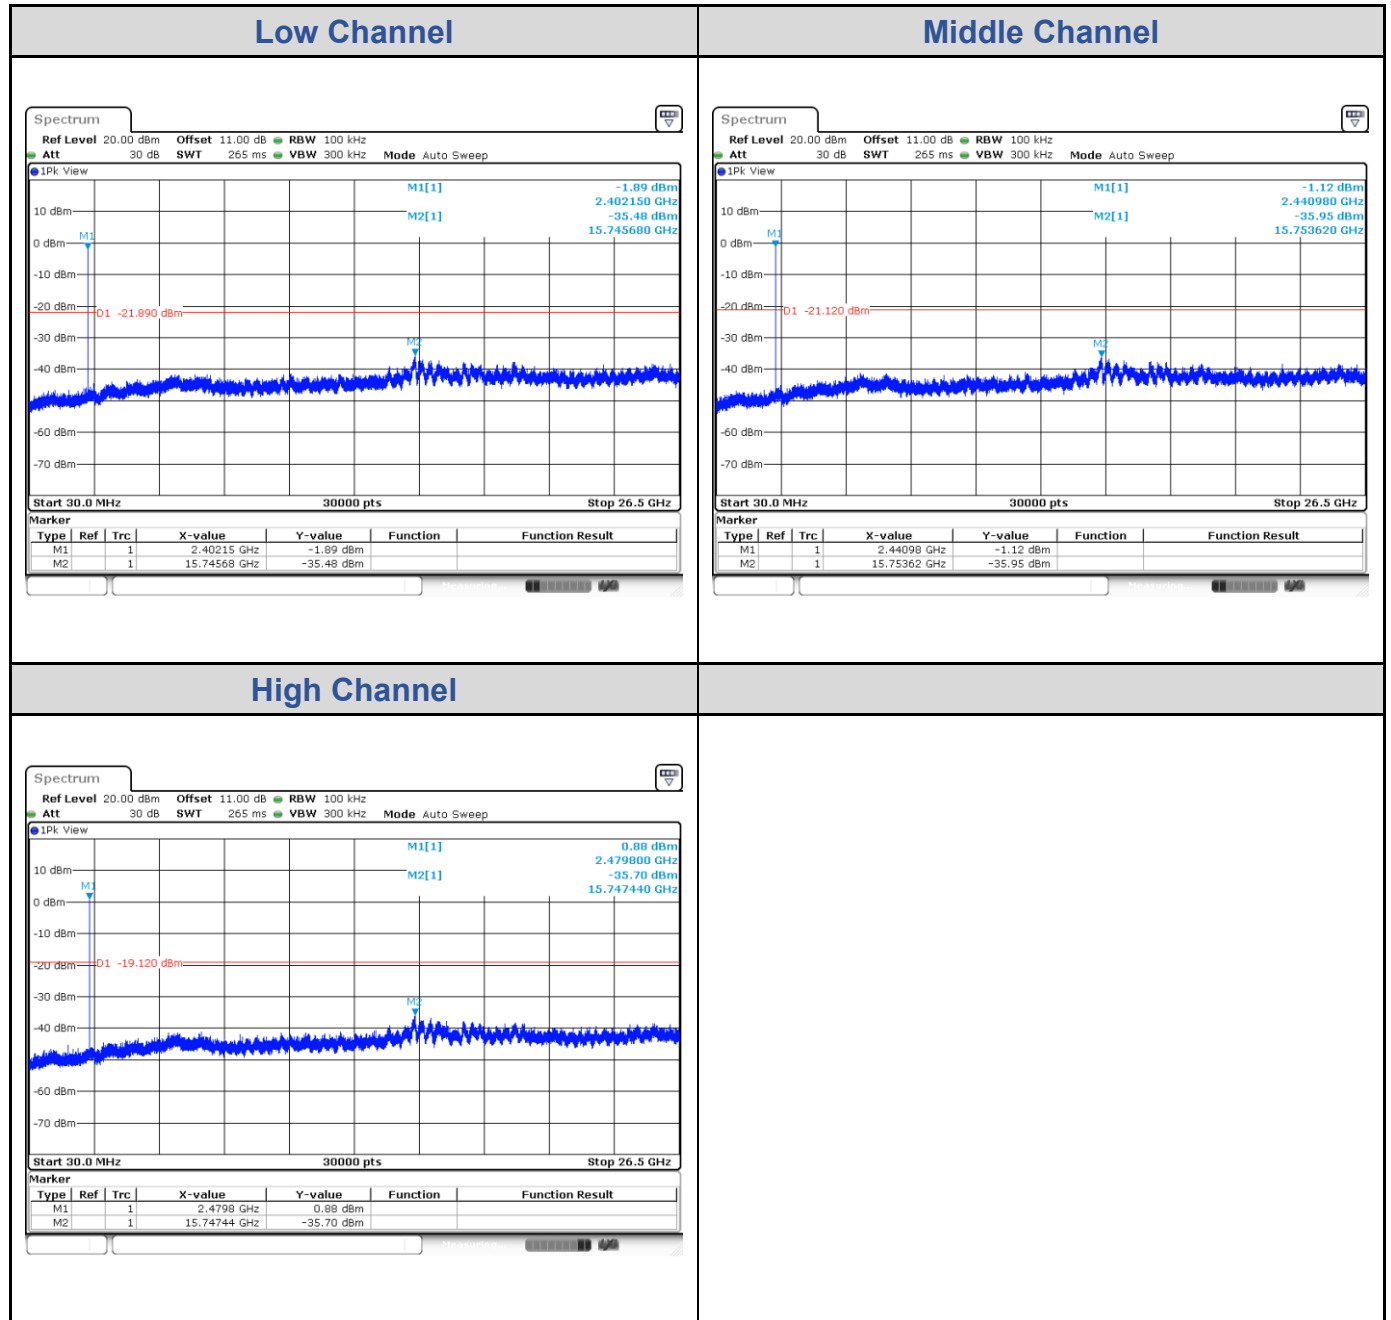 Low Channel
Middle Channel
Spectrum
Ref Level 20.00 dBm Offset 11.00 dB RBW 100 kHz
Att 30 dB SWT 265 ms VBW 300 kHz Mode Auto Sweep
1Pk View
M1[1] -1.89 dBm
2.402150 GHz
M2[1] -35.48 dBm
15.745680 GHz
10 dBm
M1
0 dBm
-10 dBm
-20 dBm
D1 -21.890 dBm
-30 dBm
M2
-40 dBm
-60 dBm
-70 dBm
Start 30.0 MHz 30000 pts Stop 26.5 GHz
Marker
Type Ref Trc X-value Y-value Function Function Result
M1 1 2.40215 GHz -1.89 dBm
M2 1 15.74568 GHz -35.48 dBm
Spectrum
Ref Level 20.00 dBm Offset 11.00 dB RBW 100 kHz
Att 30 dB SWT 265 ms VBW 300 kHz Mode Auto Sweep
1Pk View
M1[1] -1.12 dBm
2.440980 GHz
M2[1] -35.95 dBm
15.753620 GHz
10 dBm
M1
0 dBm
-10 dBm
-20 dBm
D1 -21.120 dBm
-30 dBm
M2
-40 dBm
-60 dBm
-70 dBm
Start 30.0 MHz 30000 pts Stop 26.5 GHz
Marker
Type Ref Trc X-value Y-value Function Function Result
M1 1 2.44098 GHz -1.12 dBm
M2 1 15.75362 GHz -35.95 dBm
High Channel
Spectrum
Ref Level 20.00 dBm Offset 11.00 dB RBW 100 kHz
Att 30 dB SWT 265 ms VBW 300 kHz Mode Auto Sweep
1Pk View
M1[1] 0.88 dBm
2.479800 GHz
M2[1] -35.70 dBm
15.747440 GHz
10 dBm
M1
0 dBm
-10 dBm
-20 dBm
D1 -19.120 dBm
-30 dBm
M2
-40 dBm
-60 dBm
-70 dBm
Start 30.0 MHz 30000 pts Stop 26.5 GHz
Marker
Type Ref Trc X-value Y-value Function Function Result
M1 1 2.4798 GHz 0.88 dBm
M2 1 15.74744 GHz -35.70 dBm